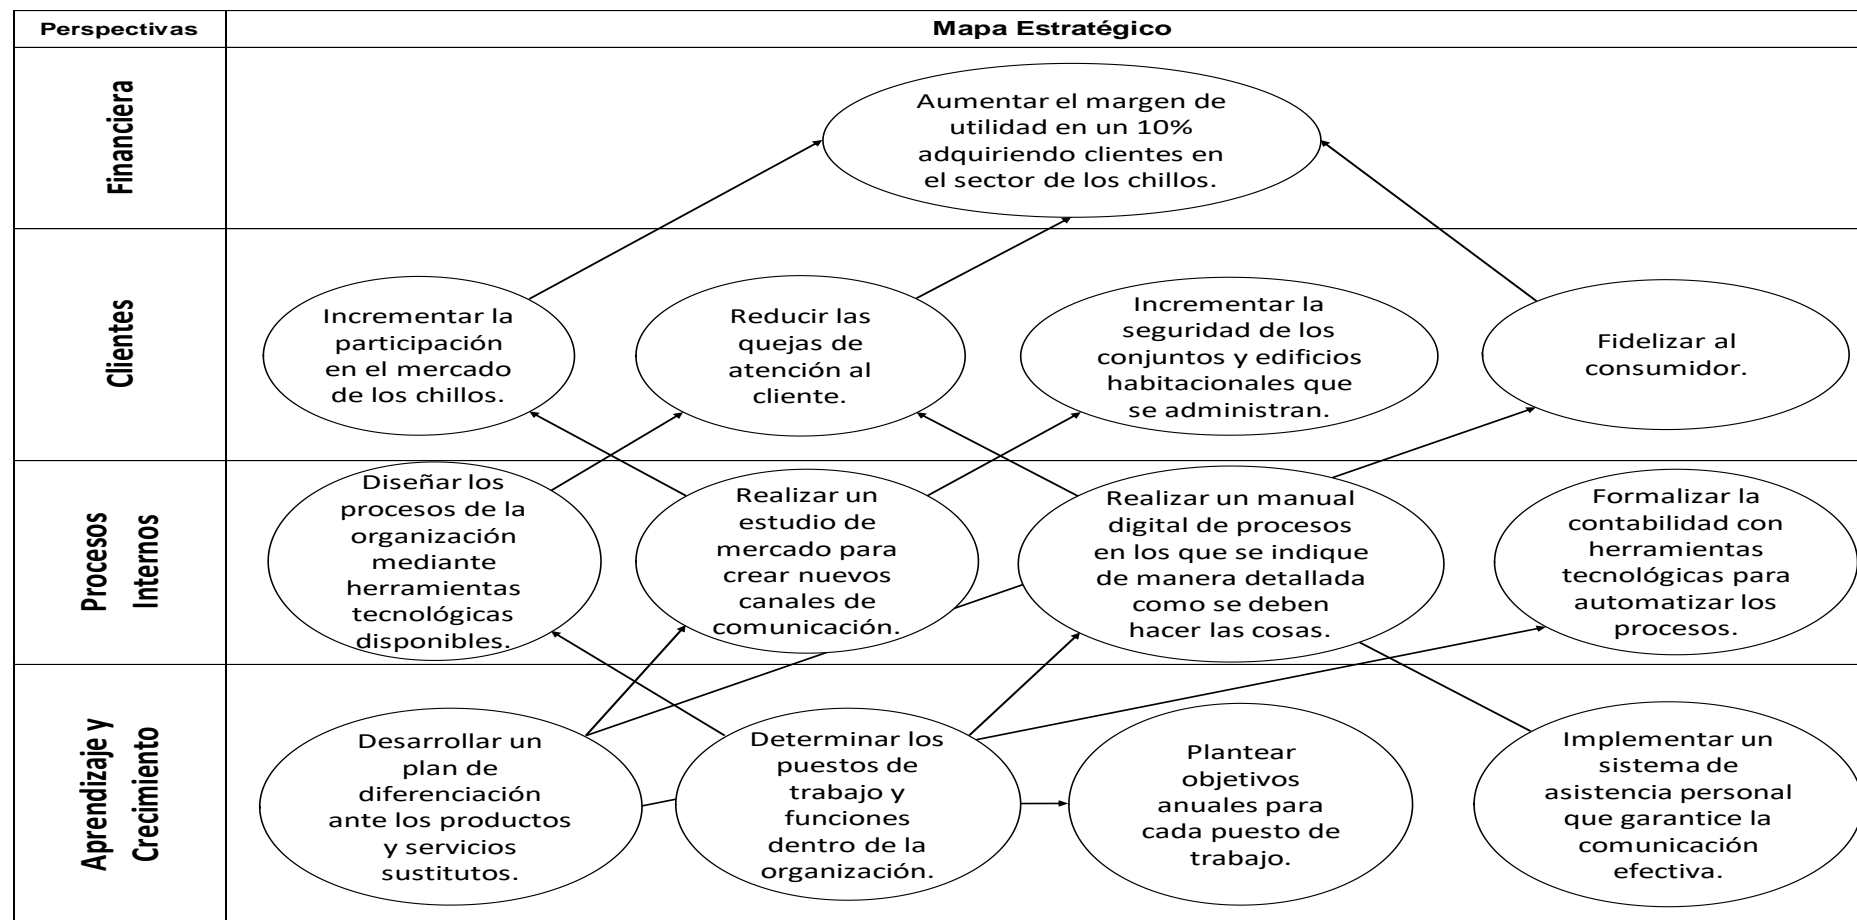 Perspectivas
Mapa Estratégico
Financiera
Aumentar el margen de
utilidad en un 10%
adquiriendo clientes en
el sector de los chillos.
Clientes
Incrementar la
participación
en el mercado
de los chillos.
Reducir las
quejas de
atención al
cliente.
Incrementar la
seguridad de los
conjuntos y edificios
habitacionales que
se administran.
Fidelizar al
consumidor.
Procesos
Internos
Diseñar los
procesos de la
organización
mediante
herramientas
tecnológicas
disponibles.
Realizar un
estudio de
mercado para
crear nuevos
canales de
comunicación.
Realizar un manual
digital de procesos
en los que se indique
de manera detallada
como se deben
hacer las cosas.
Formalizar la
contabilidad con
herramientas
tecnológicas para
automatizar los
procesos.
Aprendizaje y
Crecimiento
Desarrollar un
plan de
diferenciación
ante los productos
y servicios
sustitutos.
Determinar los
puestos de
trabajo y
funciones
dentro de la
organización.
Plantear
objetivos
anuales para
cada puesto de
trabajo.
Implementar un
sistema de
asistencia personal
que garantice la
comunicación
efectiva.